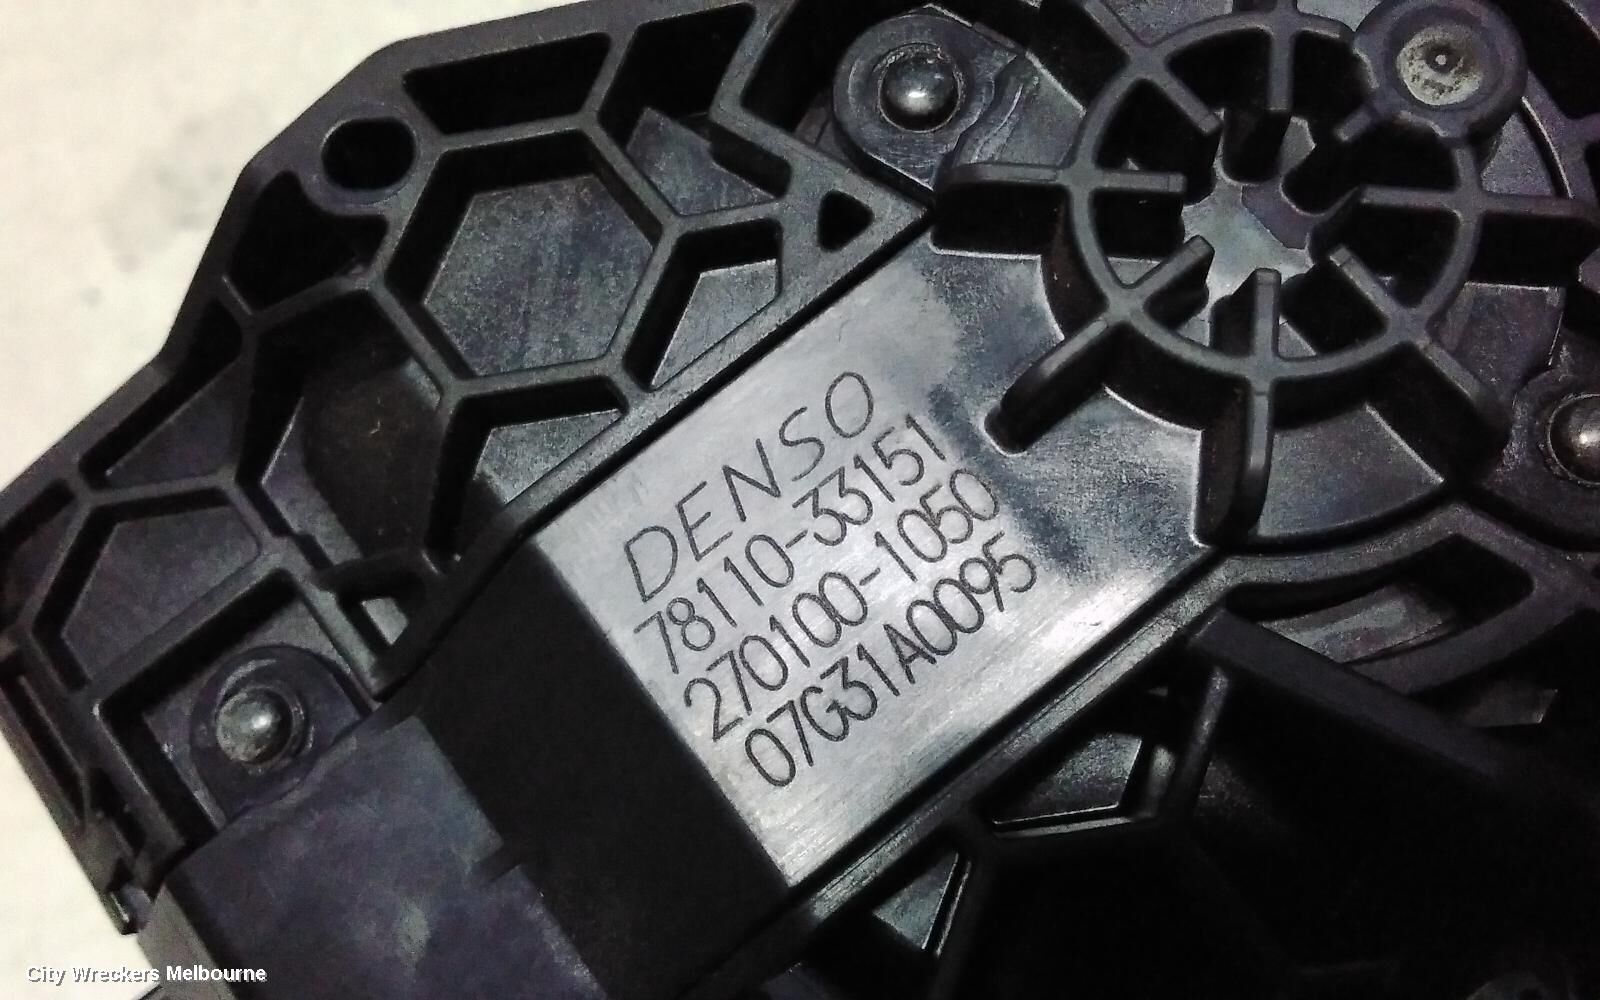 DENSO
78110-33151
270100-1050
07G31A0095
City Wreckers Melbourne